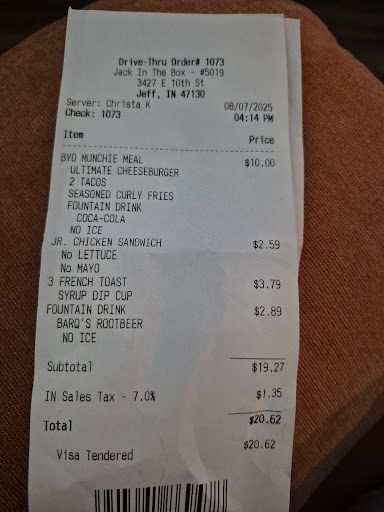 Drive-Thru Order# 1073
Jack In The Box - #5019
3427 E 10th St
Jeff, IN 47130
Server: Christa K 08/07/2025
Check: 1073 04:14 PM
Item Price
BYO MUNCHIE MEAL $10.00
ULTIMATE CHEESEBURGER
2 TACOS
SEASONED CURLY FRIES
FOUNTAIN DRINK
COCA-COLA
NO ICE
JR. CHICKEN SANDWICH $2.59
No LETTUCE
No MAYO
3 FRENCH TOAST $3.79
SYRUP DIP CUP
FOUNTAIN DRINK $2.89
BARQ'S ROOTBEER
NO ICE
Subtotal $19.27
IN Sales Tax - 7.0% $1.35
Total $20.62
Visa Tendered $20.62